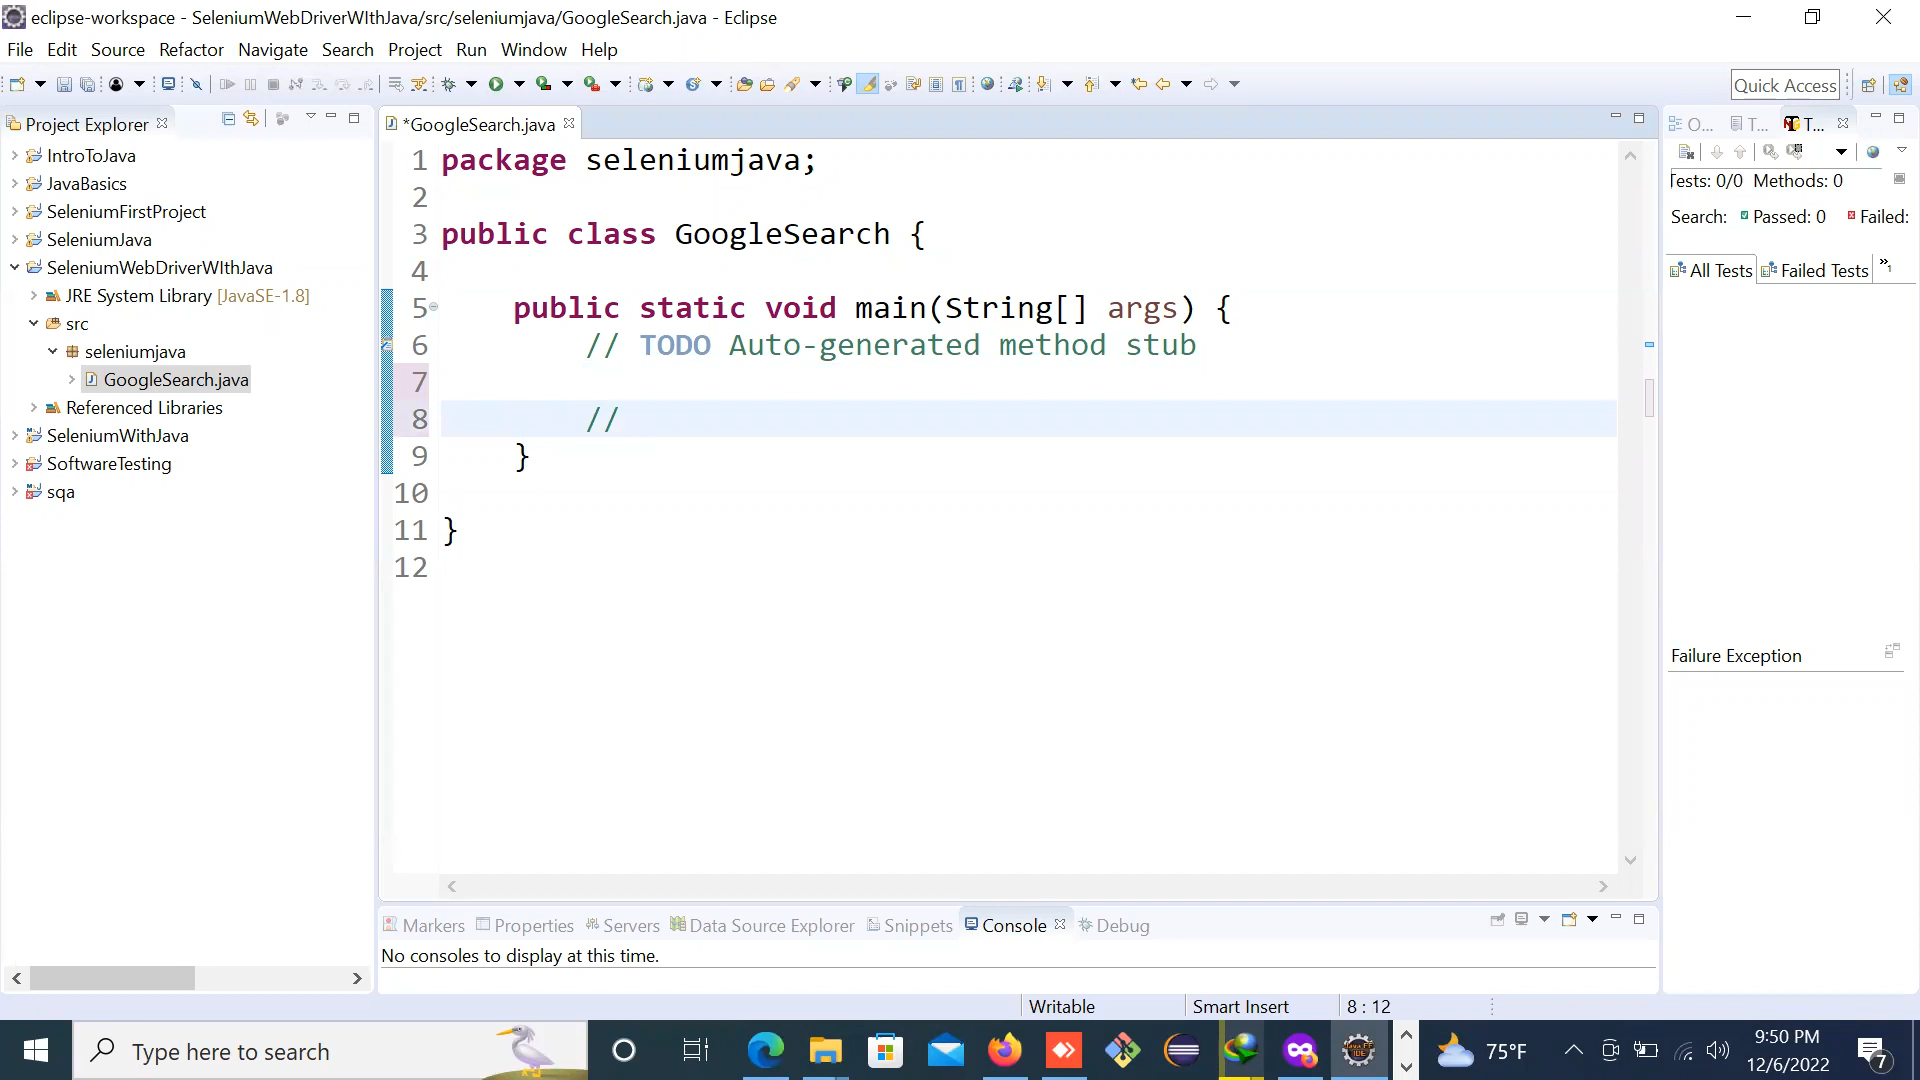 eclipse-workspace - SeleniumWebDriverWIthJava/src/seleniumjava/GoogleSearch.java - Eclipse
File Edit Source Refactor Navigate Search Project Run Window Help
Quick Access
Project Explorer
IntroToJava
JavaBasics
SeleniumFirstProject
SeleniumJava
SeleniumWebDriverWIthJava
JRE System Library [JavaSE-1.8]
src
seleniumjava
GoogleSearch.java
Referenced Libraries
SeleniumWithJava
SoftwareTesting
sqa
*GoogleSearch.java
1 package seleniumjava;
2
3 public class GoogleSearch {
4
5 public static void main(String[] args) {
6 // TODO Auto-generated method stub
7
8 //
9 }
10
11 }
12
O... T... T...
Tests: 0/0 Methods: 0
Search: Passed: 0 Failed:
All Tests Failed Tests »1
Failure Exception
Markers Properties Servers Data Source Explorer Snippets Console Debug
No consoles to display at this time.
Writable Smart Insert 8 : 12
Type here to search
75°F
9:50 PM
12/6/2022
7